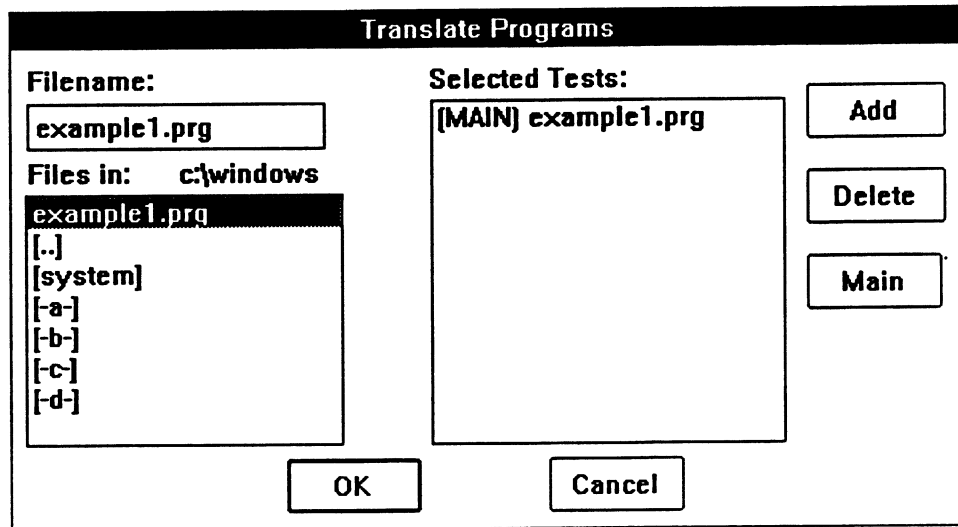 Translate Programs
Filename:
example1.prg
Files in: c:\windows
example1.prg
[..]
[system]
[-a-]
[-b-]
[-c-]
[-d-]
Selected Tests:
(MAIN) example1.prg
Add
Delete
Main
OK
Cancel